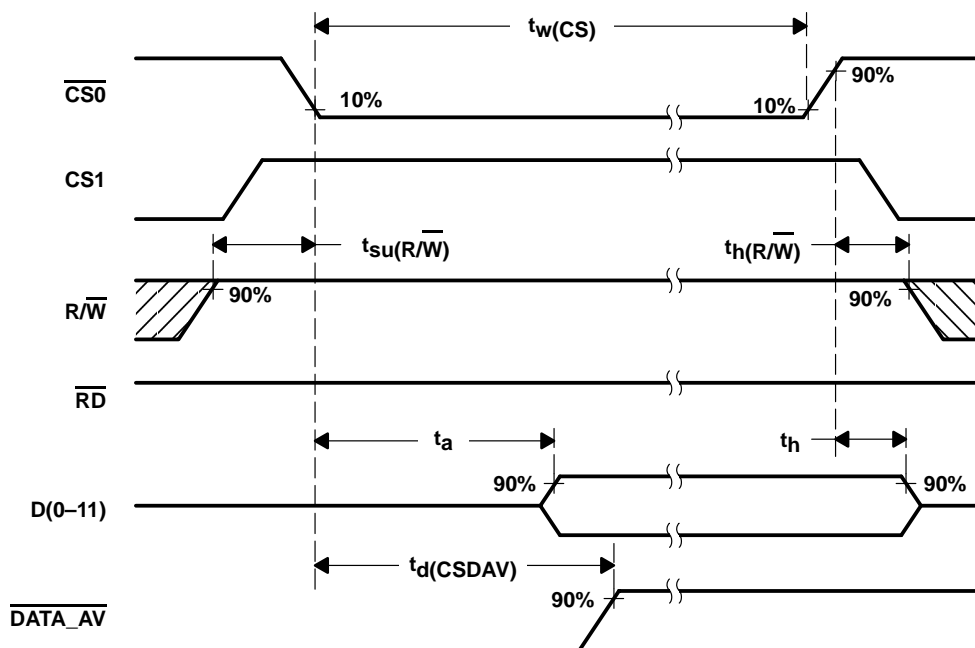 tw(CS)
CS0
10%
10%
90%
CS1
tsu(R/W)
th(R/W)
R/W
90%
90%
RD
ta
th
D(0–11)
90%
90%
td(CSDAV)
DATA_AV
90%